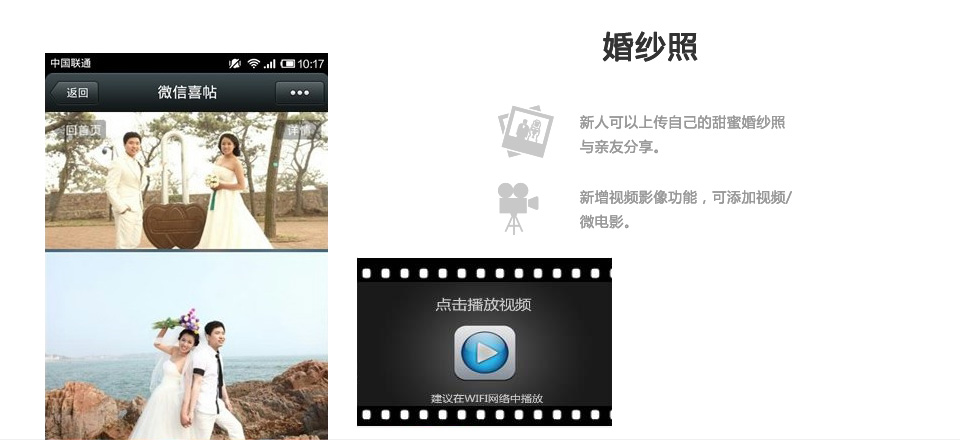 婚纱照
中国联通
10:17
返回
微信喜帖
回首页
详情
新人可以上传自己的甜蜜婚纱照
与亲友分享。
新增视频影像功能，可添加视频/
微电影。
点击播放视频
建议在WIFI网络中播放